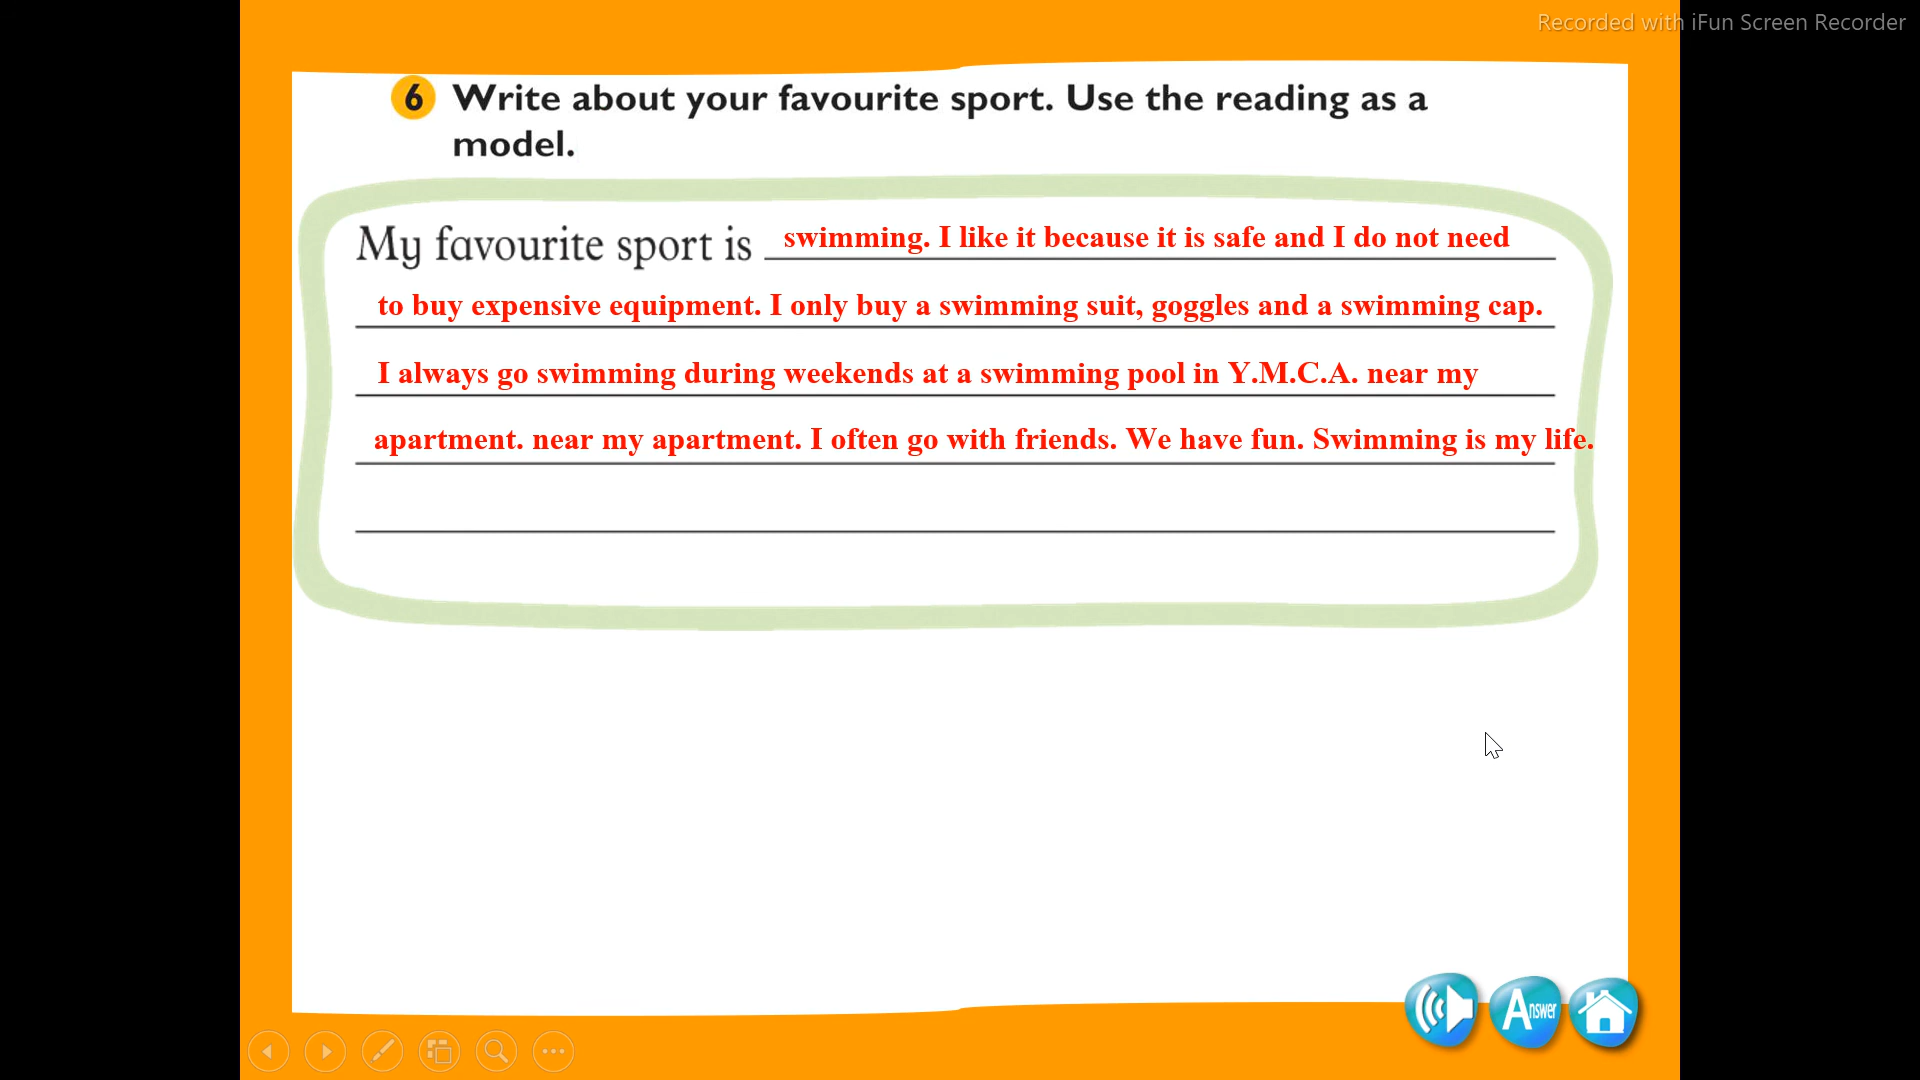 Recorded with iFun Screen Recorder
6 Write about your favourite sport. Use the reading as a
model.
My favourite sport is swimming. I like it because it is safe and I do not need
to buy expensive equipment. I only buy a swimming suit, goggles and a swimming cap.
I always go swimming during weekends at a swimming pool in Y.M.C.A. near my
apartment. near my apartment. I often go with friends. We have fun. Swimming is my life.
Answer